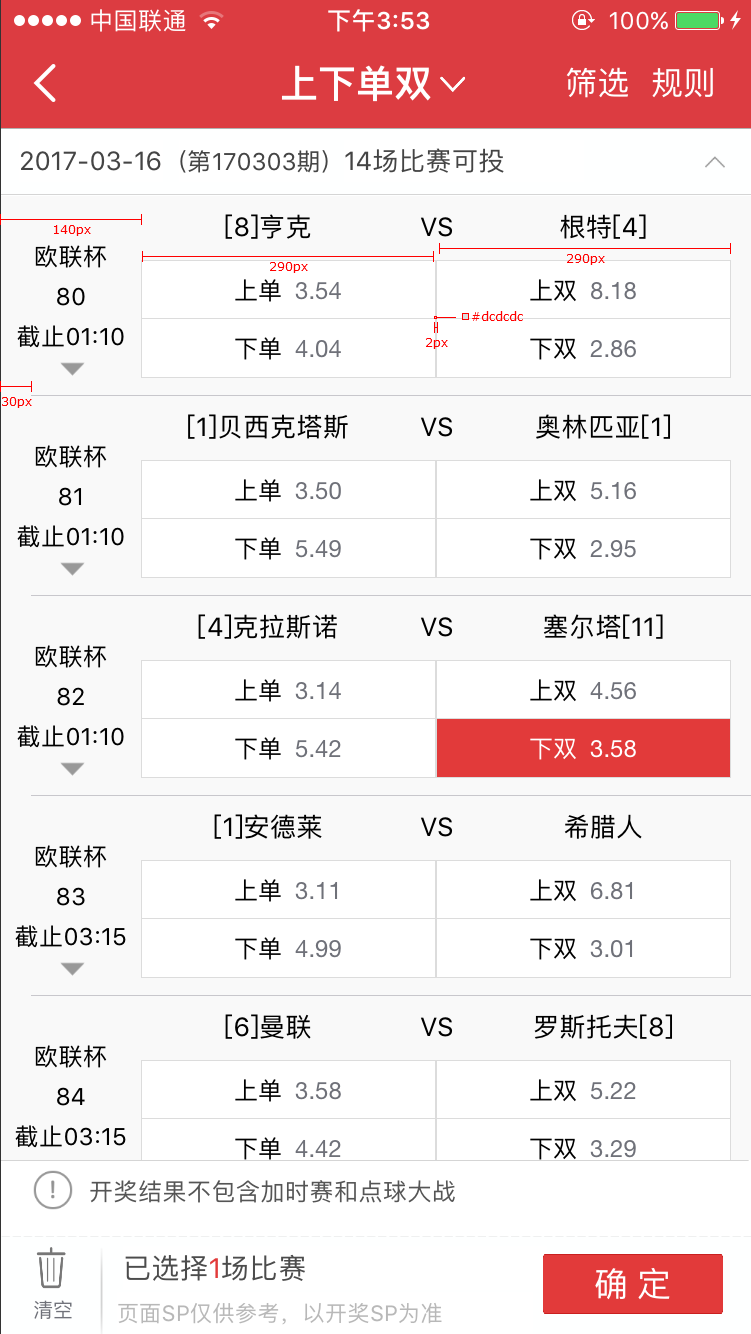 中国联通 下午3:53 100%
上下单双 筛选 规则
2017-03-16（第170303期）14场比赛可投
140px
[8]亨克 VS 根特[4]
290px 290px
欧联杯
80
截止01:10
上单 3.54 上双 8.18
#dcdcdc
2px
下单 4.04 下双 2.86
30px
[1]贝西克塔斯 VS 奥林匹亚[1]
欧联杯
81
截止01:10
上单 3.50 上双 5.16
下单 5.49 下双 2.95
[4]克拉斯诺 VS 塞尔塔[11]
欧联杯
82
截止01:10
上单 3.14 上双 4.56
下单 5.42 下双 3.58
[1]安德莱 VS 希腊人
欧联杯
83
截止03:15
上单 3.11 上双 6.81
下单 4.99 下双 3.01
[6]曼联 VS 罗斯托夫[8]
欧联杯
84
截止03:15
上单 3.58 上双 5.22
下单 4.42 下双 3.29
开奖结果不包含加时赛和点球大战
清空
已选择1场比赛
页面SP仅供参考，以开奖SP为准
确定